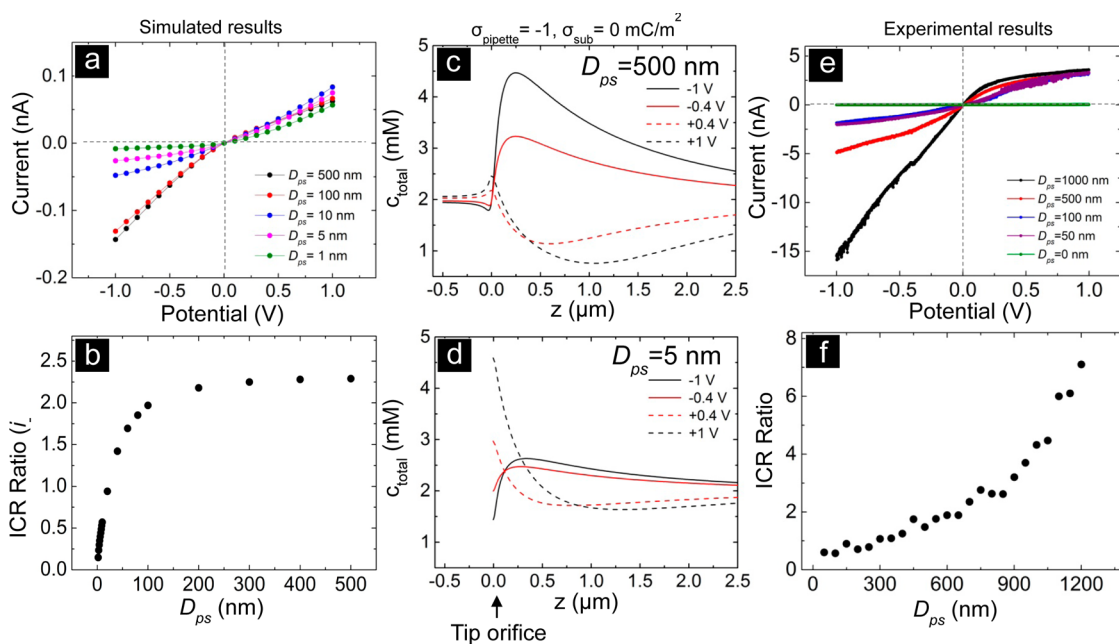 Simulated results
a
Current (nA)
0.1
0.0
-0.1
-0.2
Dps= 500 nm
Dps= 100 nm
Dps= 10 nm
Dps= 5 nm
Dps= 1 nm
-1.0 -0.5 0.0 0.5 1.0
Potential (V)
b
ICR Ratio (i-
2.5
2.0
1.5
1.0
0.5
0.0
0 100 200 300 400 500
Dps (nm)
σpipette= -1, σsub= 0 mC/m²
c
Dps=500 nm
ctotal (mM)
5
4
3
2
1
-1 V
-0.4 V
+0.4 V
+1 V
-0.5 0.0 0.5 1.0 1.5 2.0 2.5
z (µm)
d
Dps=5 nm
ctotal (mM)
5
4
3
2
1
-1 V
-0.4 V
+0.4 V
+1 V
-0.5 0.0 0.5 1.0 1.5 2.0 2.5
z (µm)
Tip orifice
Experimental results
e
Current (nA)
5
0
-5
-10
-15
Dps=1000 nm
Dps=500 nm
Dps=100 nm
Dps=50 nm
Dps=0 nm
-1.0 -0.5 0.0 0.5 1.0
Potential (V)
f
ICR Ratio
8
6
4
2
0
0 300 600 900 1200
Dps (nm)